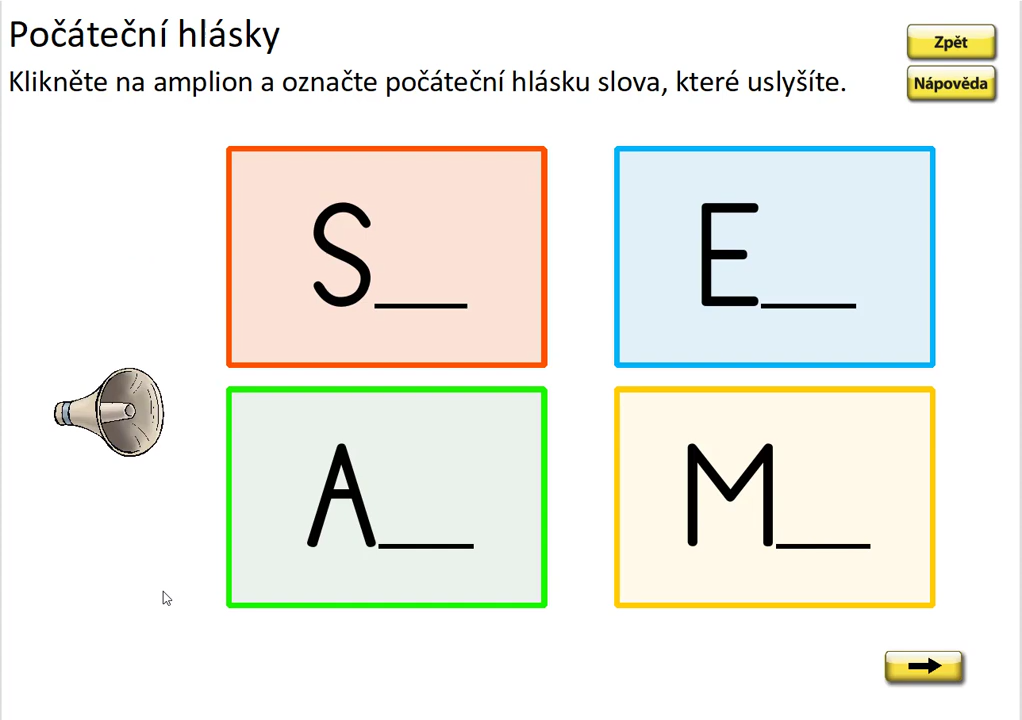 Počáteční hlásky
Zpět
Klikněte na amplion a označte počáteční hlásku slova, které uslyšíte.
Nápověda
S__
E__
A__
M__